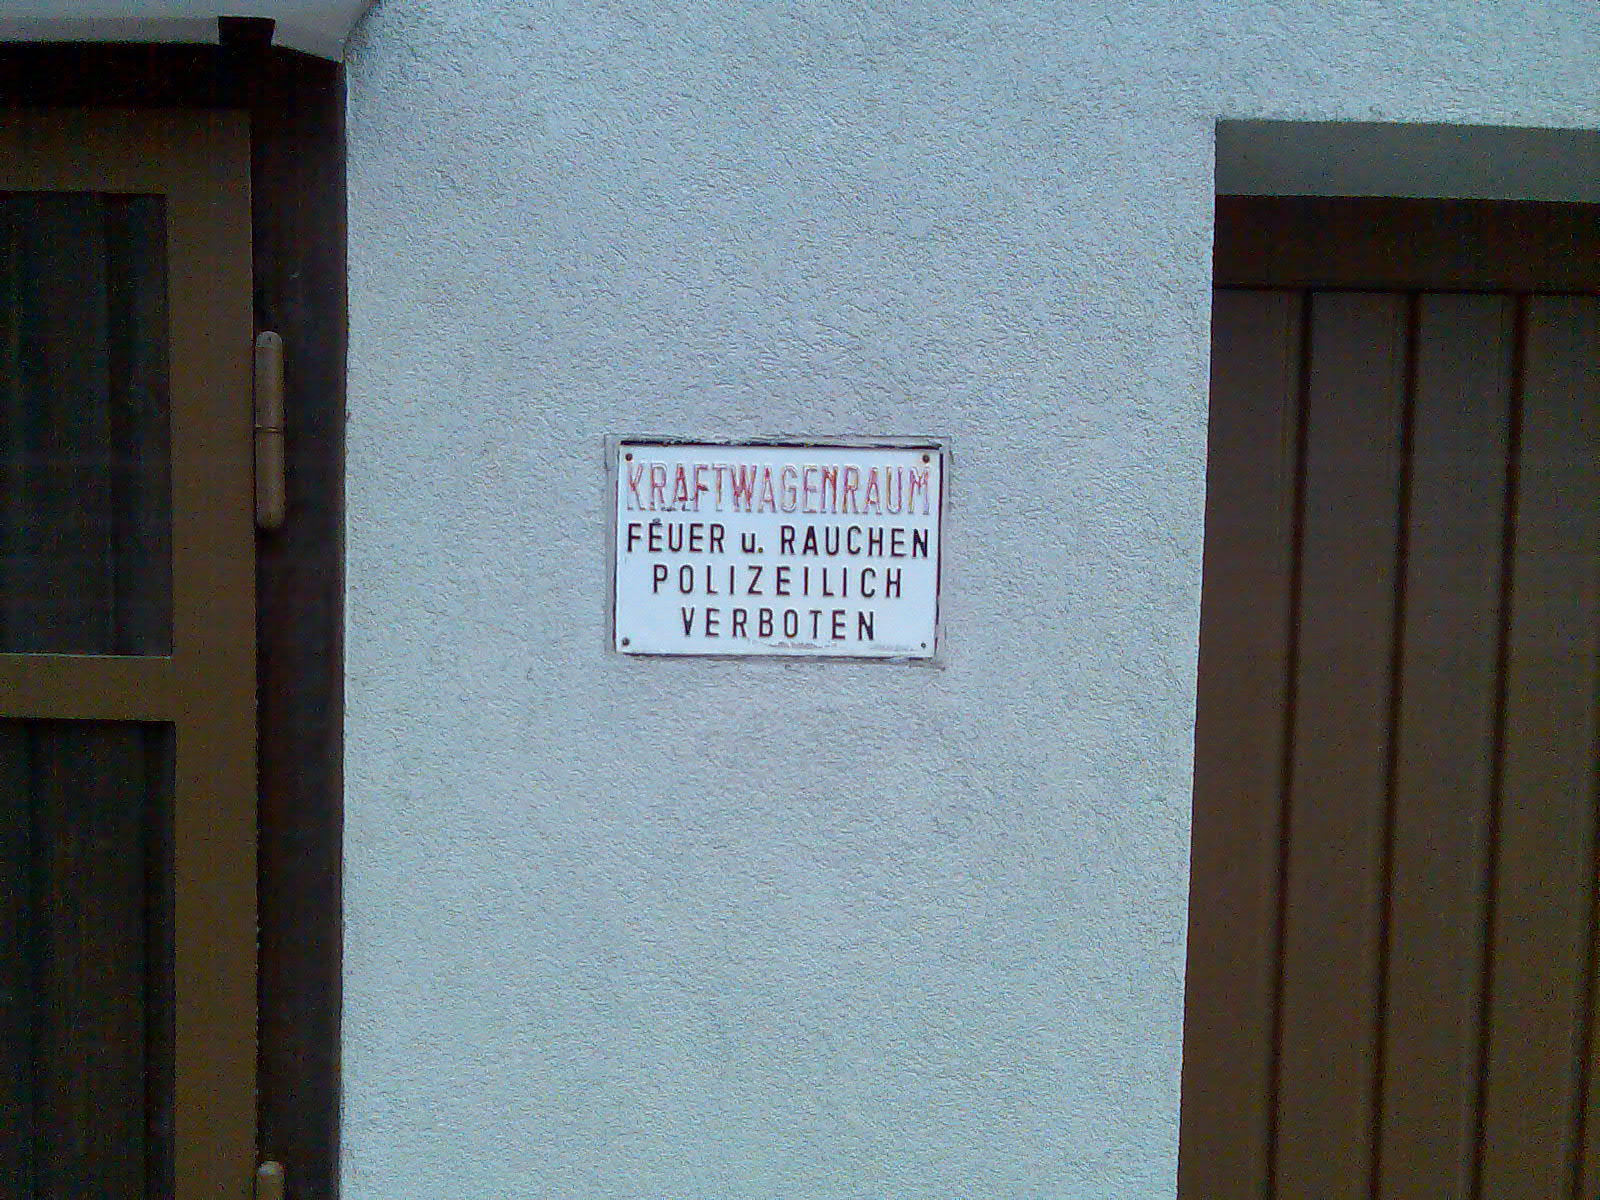 KRAFTWAGENRAUM
FEUER u. RAUCHEN
POLIZEILICH
VERBOTEN